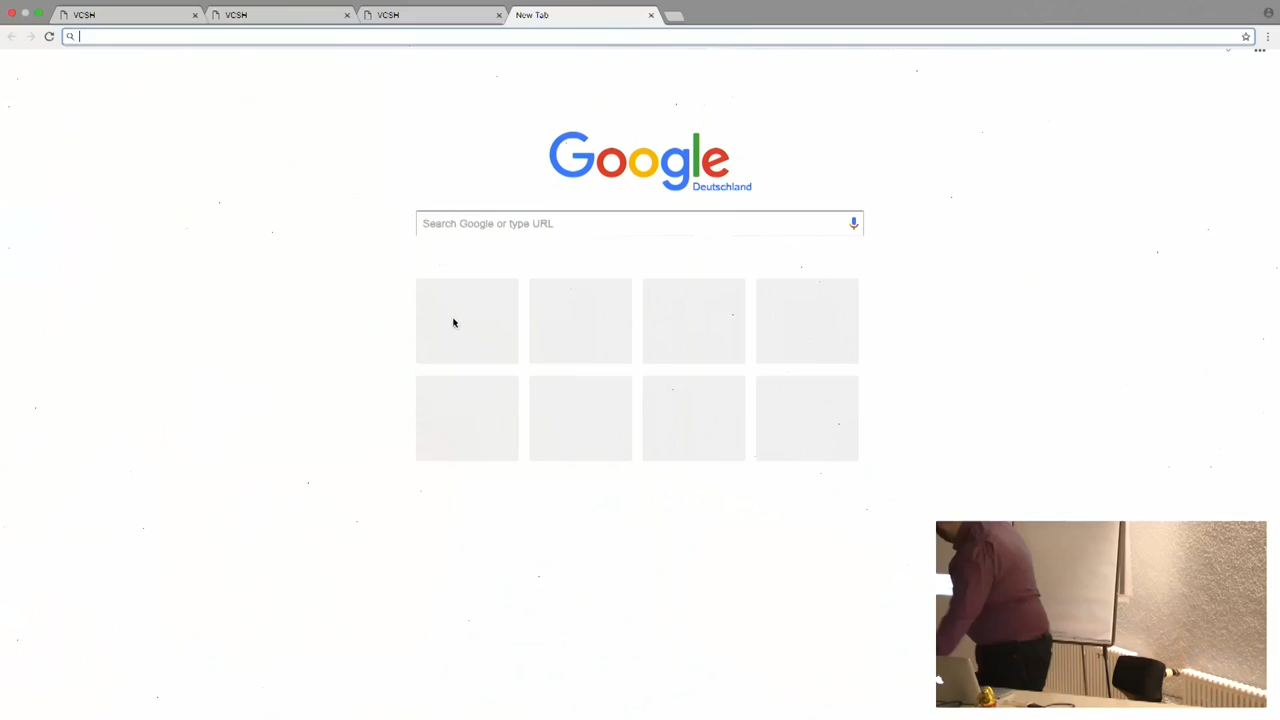 VCSH
VCSH
VCSH
New Tab
Google
Deutschland
Search Google or type URL